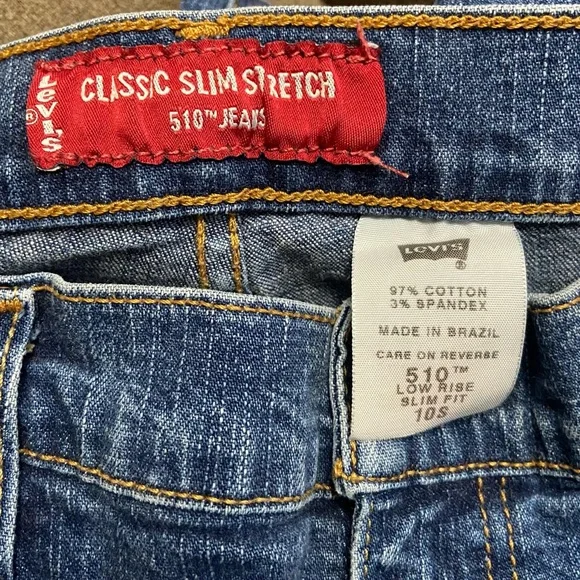 Levi's ®
CLASSIC SLIM STRETCH
510™ JEANS
LEVI'S
®
97% COTTON
3% SPANDEX
MADE IN BRAZIL
CARE ON REVERSE
510™
LOW RISE
SLIM FIT
10S